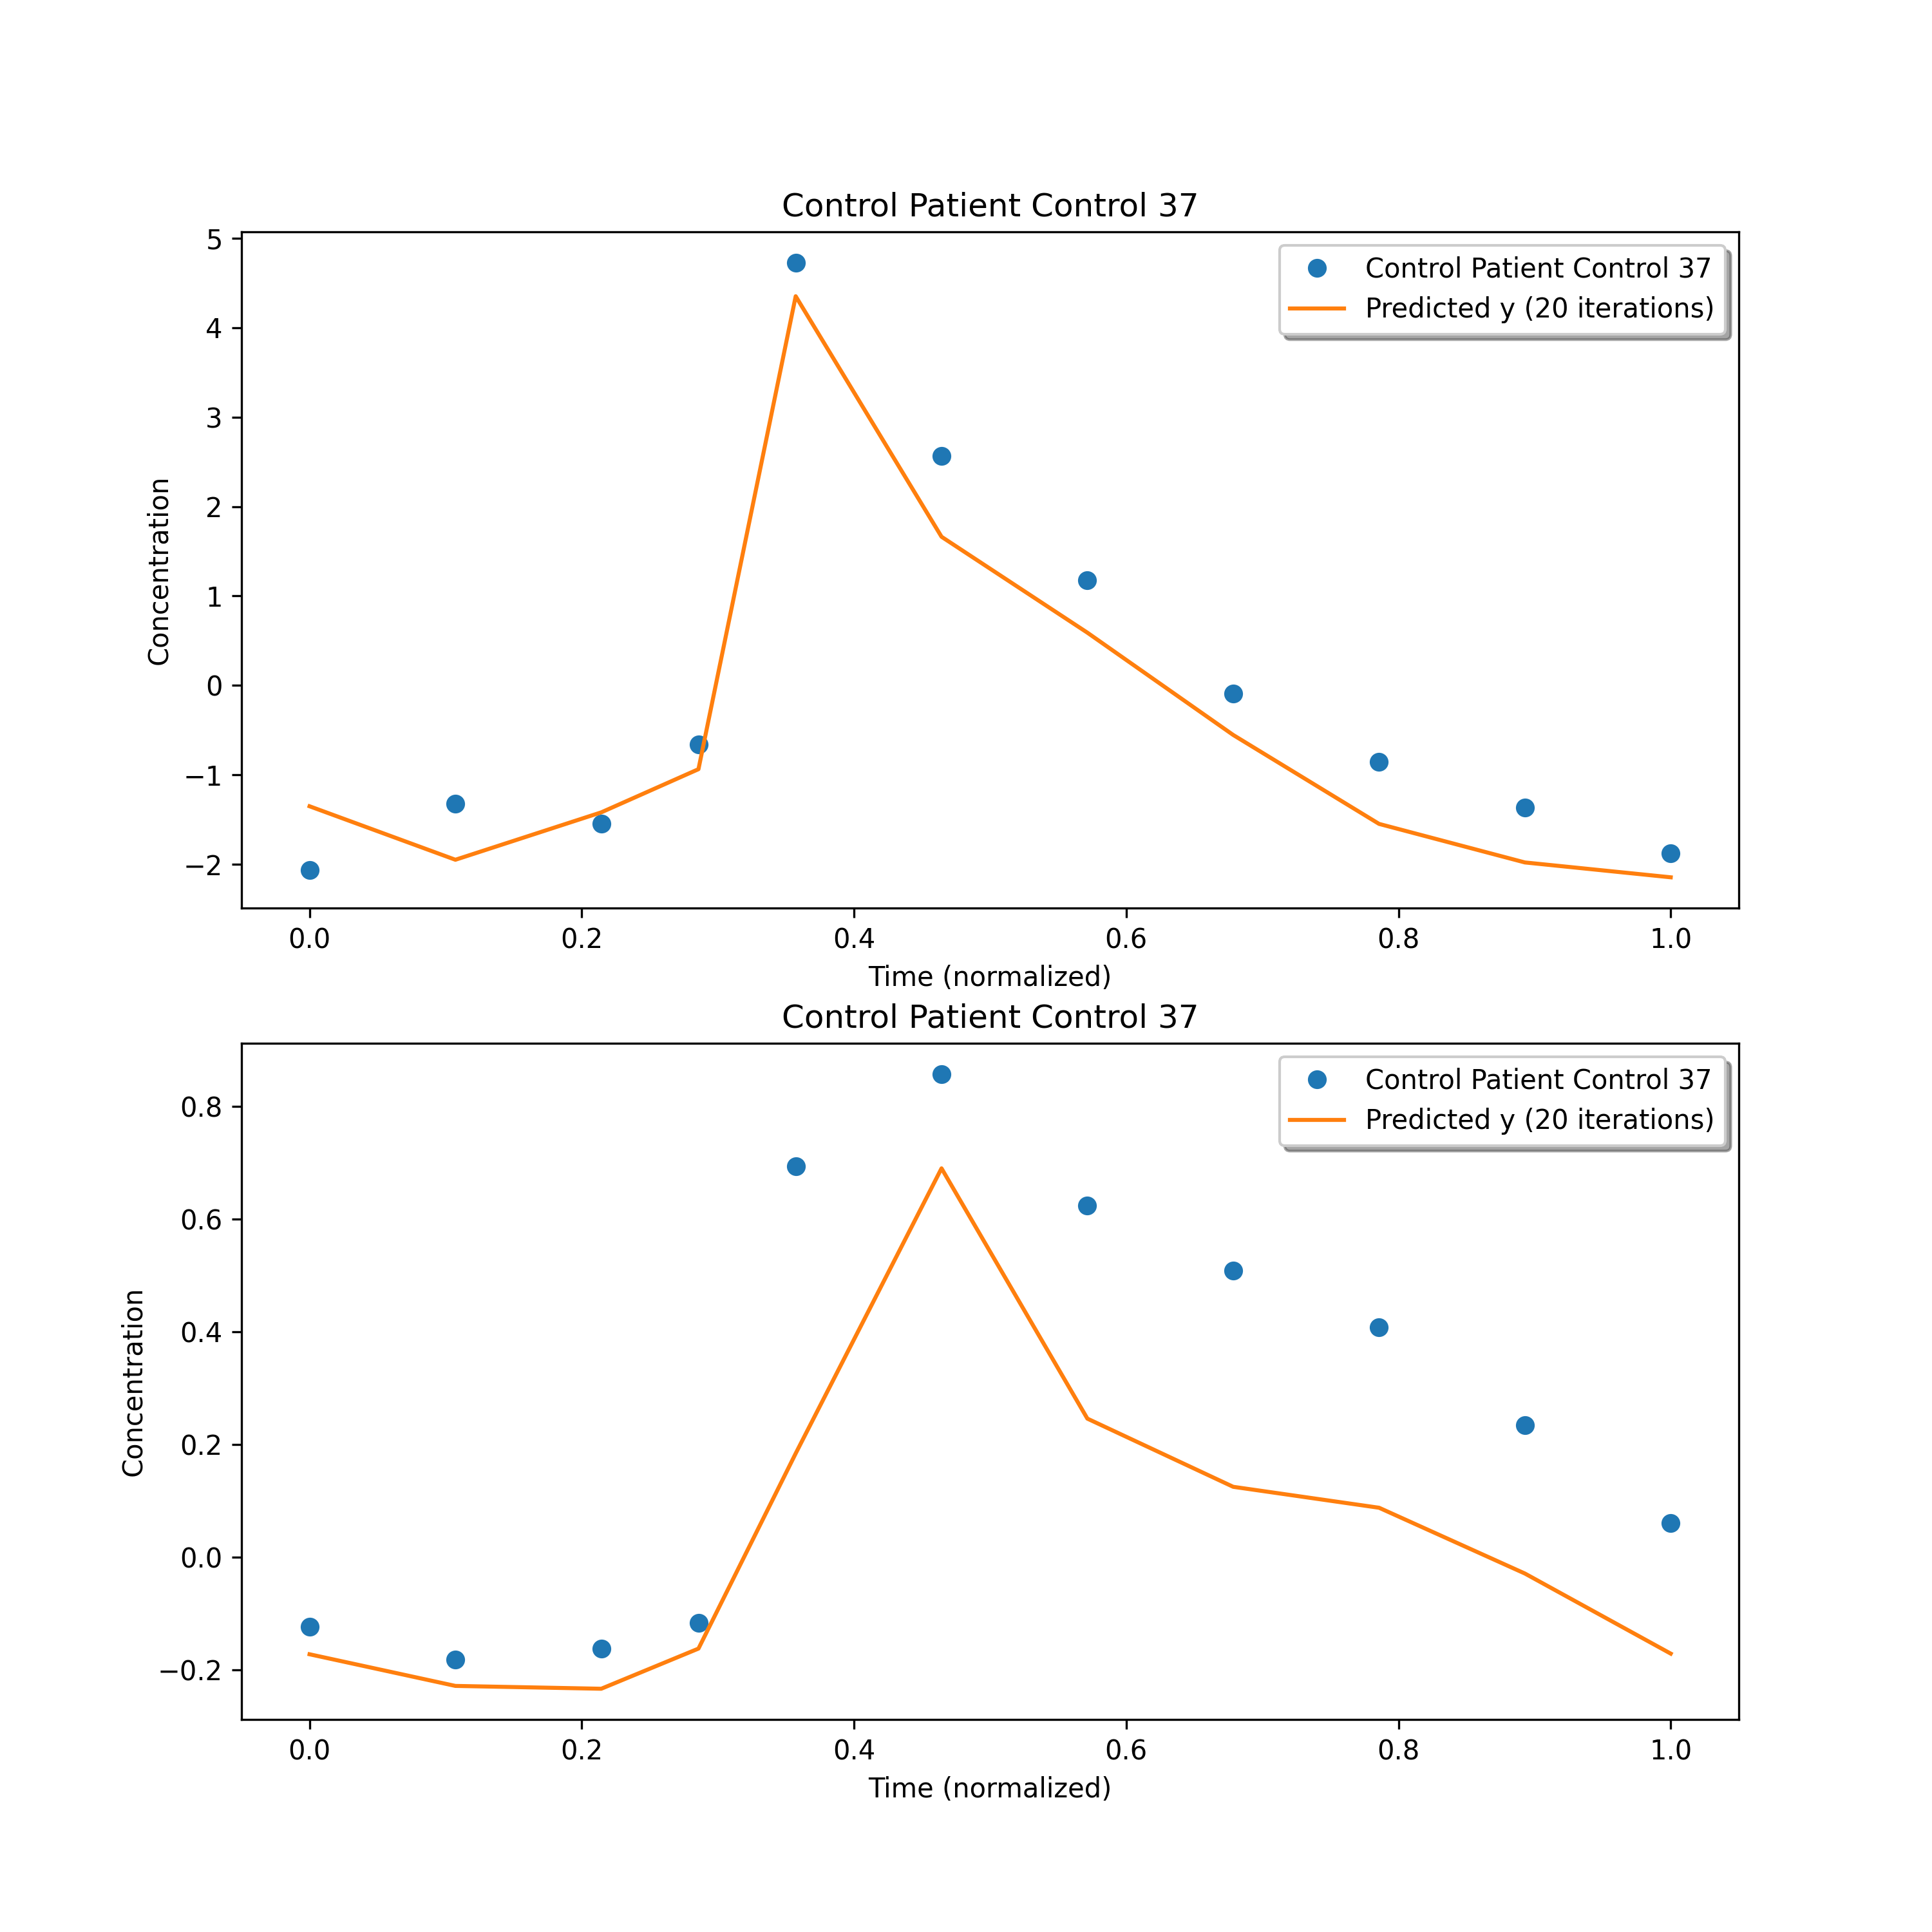 Control Patient Control 37
5
4
3
2
1
0
−1
−2
Concentration
Control Patient Control 37
Predicted y (20 iterations)
0.0 0.2 0.4 0.6 0.8 1.0
Time (normalized)
Control Patient Control 37
0.8
0.6
0.4
0.2
0.0
−0.2
Concentration
Control Patient Control 37
Predicted y (20 iterations)
0.0 0.2 0.4 0.6 0.8 1.0
Time (normalized)